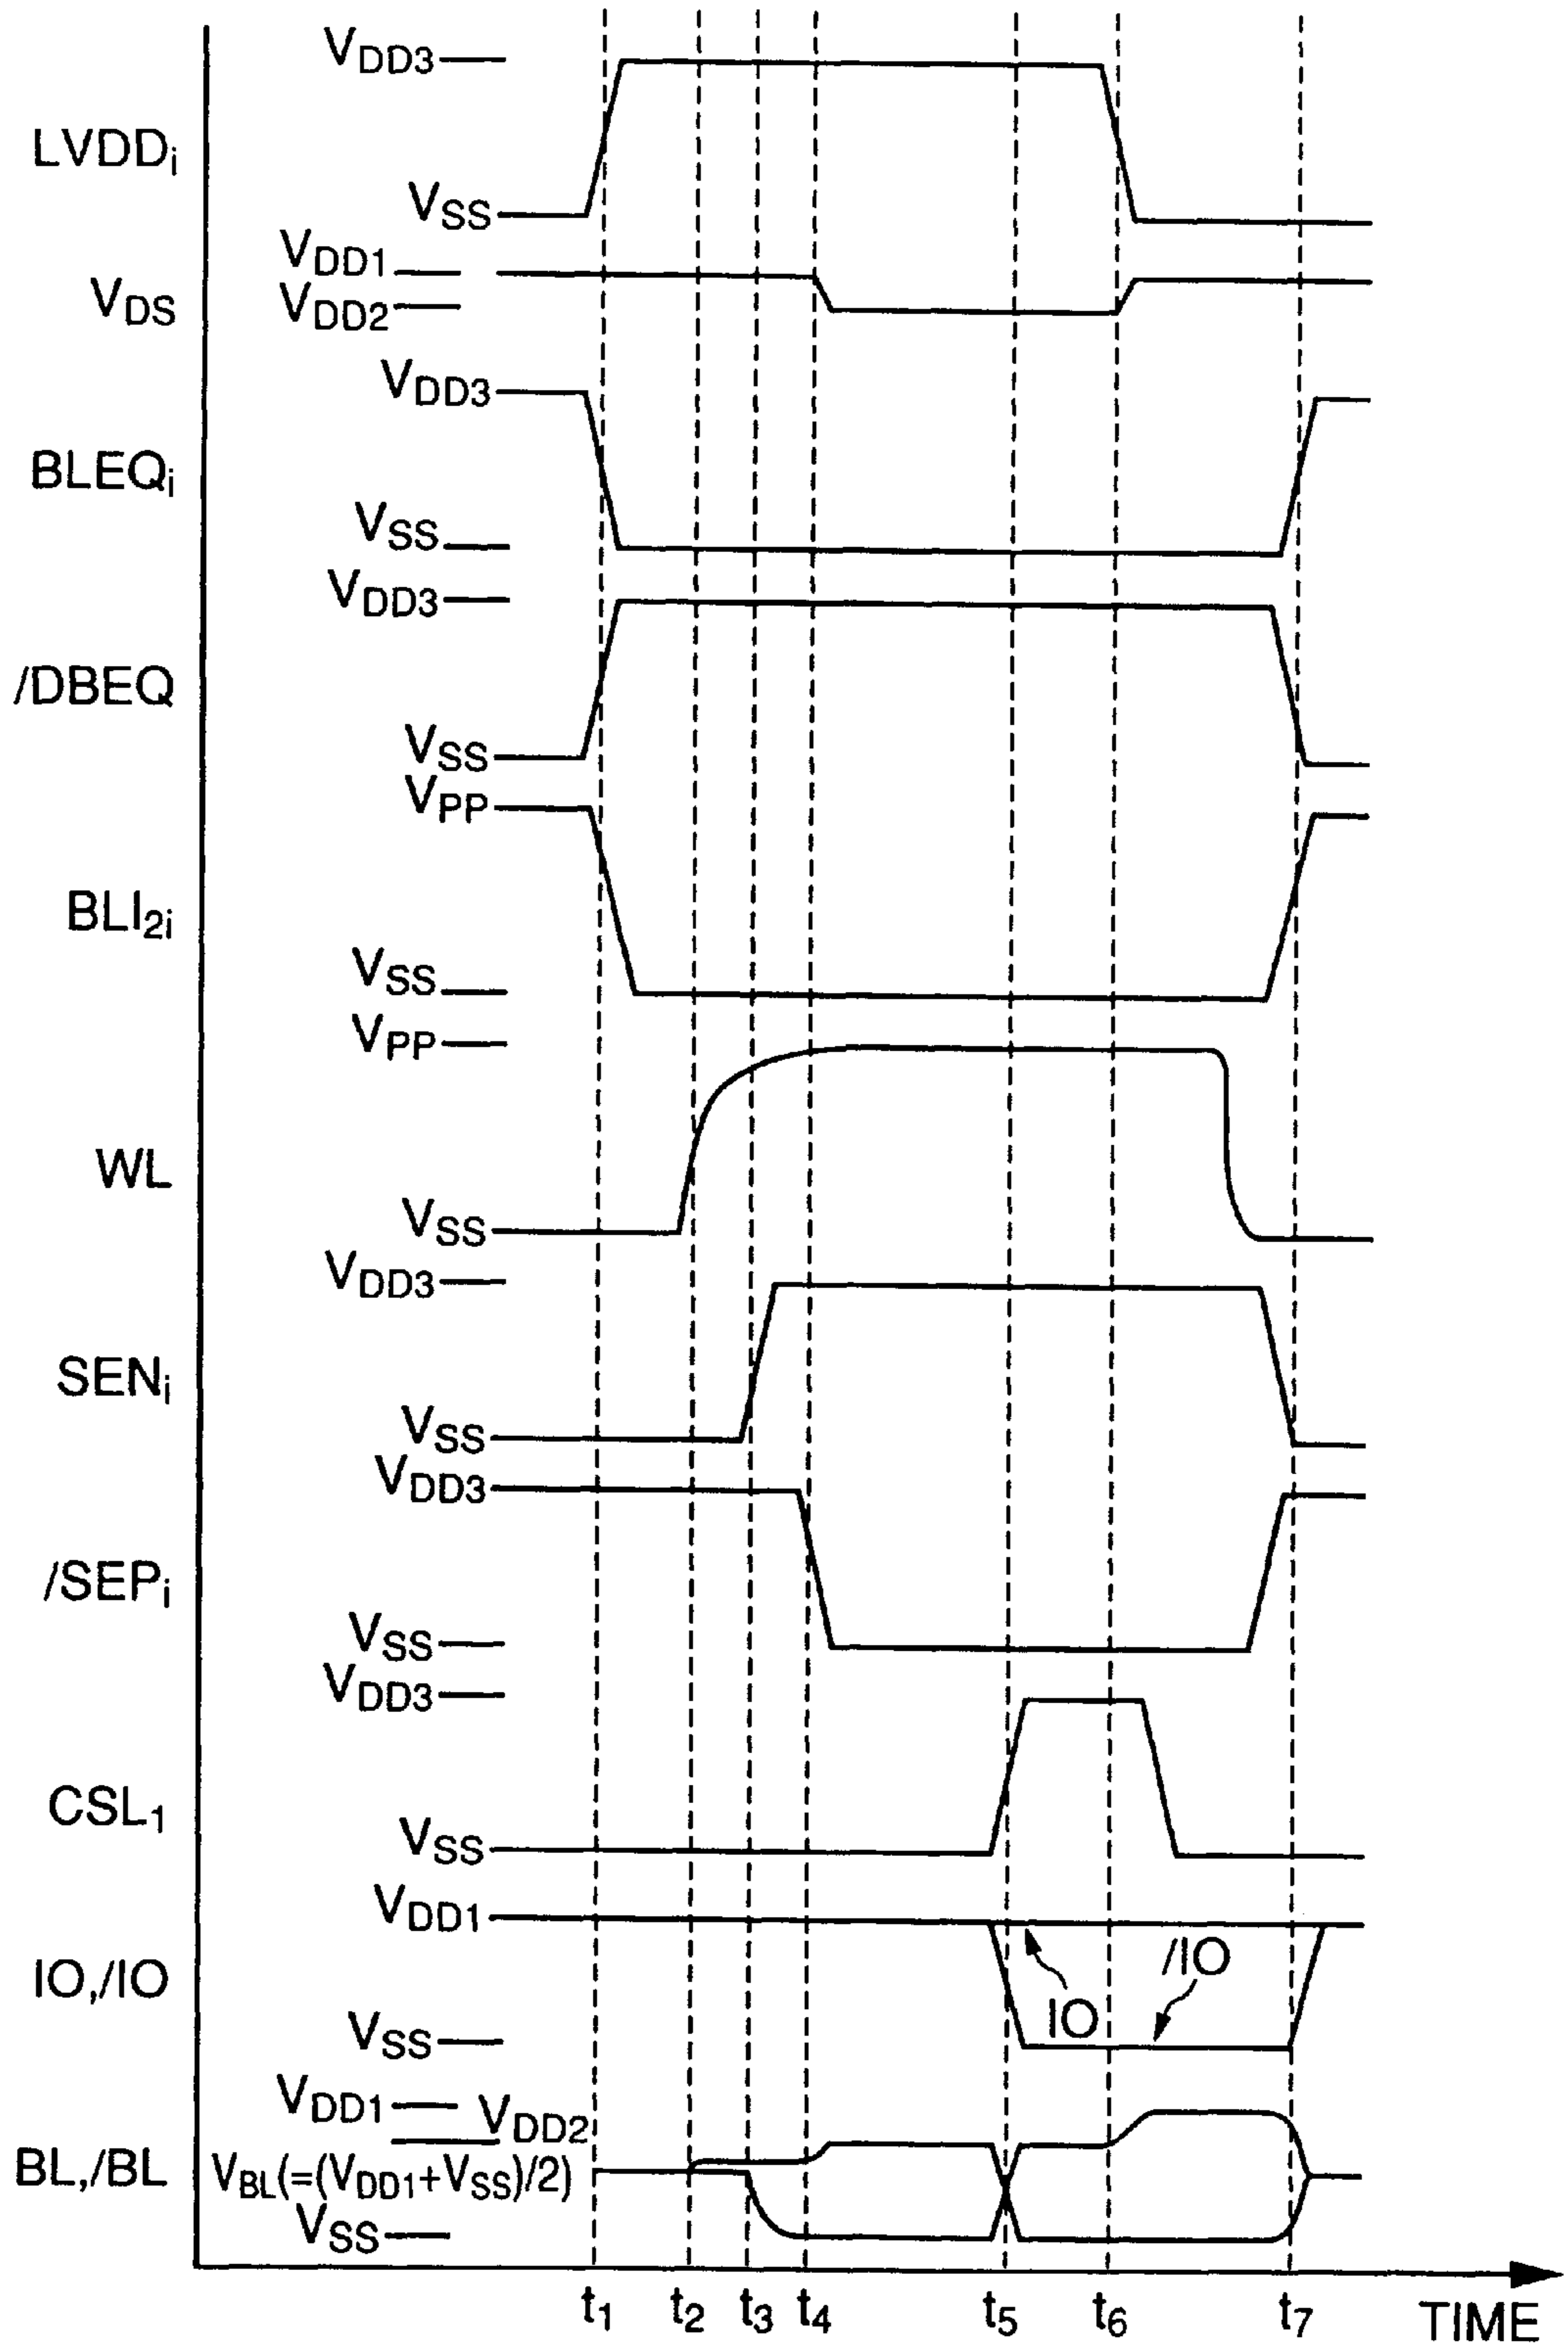 VDD3
LVDDi
VSS
VDD1
VDS
VDD2
VDD3
BLEQi
VSS
VDD3
/DBEQ
VSS
VPP
BLI2i
VSS
VPP
WL
VSS
VDD3
SENi
VSS
VDD3
/SEPi
VSS
VDD3
CSL1
VSS
VDD1
IO,/IO
IO
/IO
VSS
VDD1
VDD2
BL,/BL
VBL(=(VDD1+VSS)/2)
VSS
t1 t2 t3 t4 t5 t6 t7 TIME